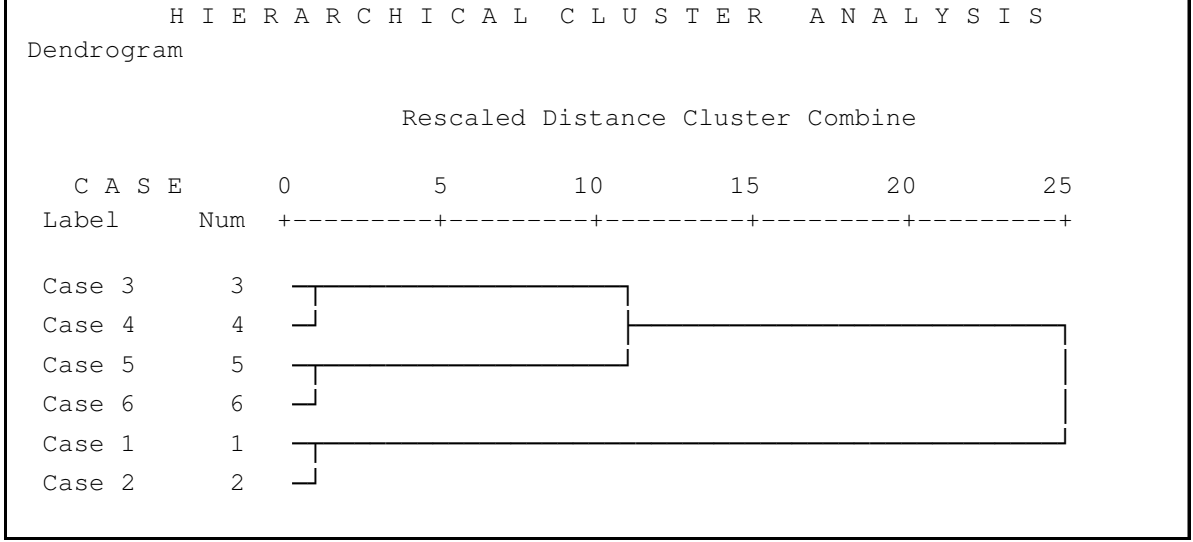 H I E R A R C H I C A L  C L U S T E R  A N A L Y S I S
Dendrogram
Rescaled Distance Cluster Combine
C A S E 0 5 10 15 20 25
Label Num +---------+---------+---------+---------+---------+
Case 3 3
Case 4 4
Case 5 5
Case 6 6
Case 1 1
Case 2 2